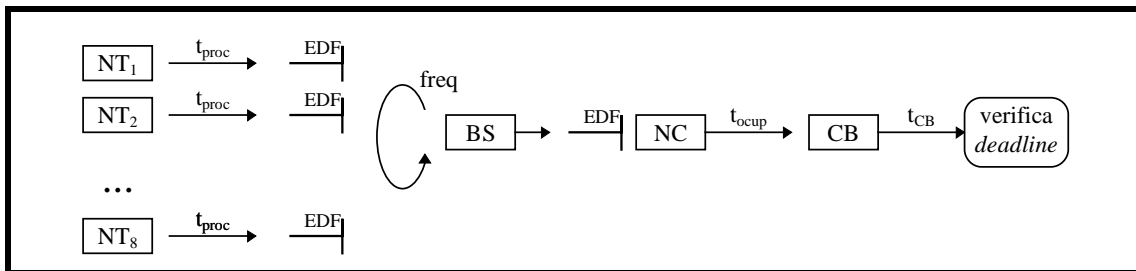 NT1 tproc EDF
freq
NT2 tproc EDF
BS EDF NC tocup CB tCB verifica
deadline
...
NT8 tproc EDF